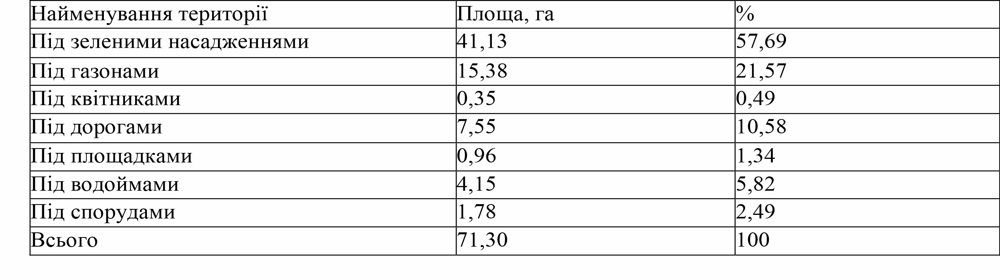 Найменування території Площа, га %
Під зеленими насадженнями 41,13 57,69
Під газонами 15,38 21,57
Під квітниками 0,35 0,49
Під дорогами 7,55 10,58
Під площадками 0,96 1,34
Під водоймами 4,15 5,82
Під спорудами 1,78 2,49
Всього 71,30 100